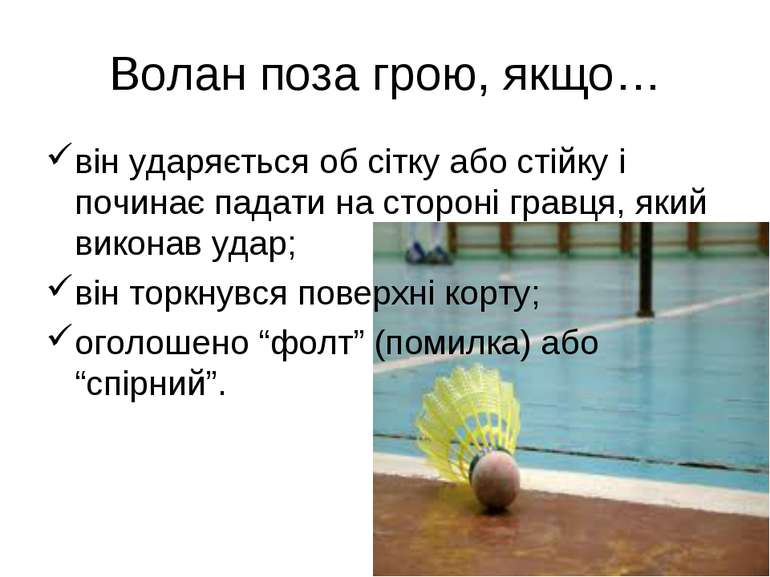 Волан поза грою, якщо…
він ударяється об сітку або стійку і
починає падати на стороні гравця, який
виконав удар;
він торкнувся поверхні корту;
оголошено “фолт” (помилка) або
“спірний”.